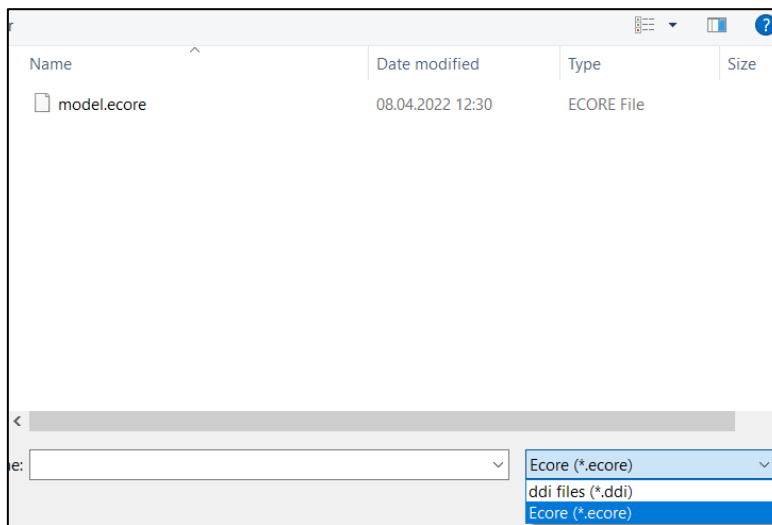 r
?
Name Date modified Type Size
model.ecore 08.04.2022 12:30 ECORE File
ne: Ecore (*.ecore)
ddi files (*.ddi)
Ecore (*.ecore)